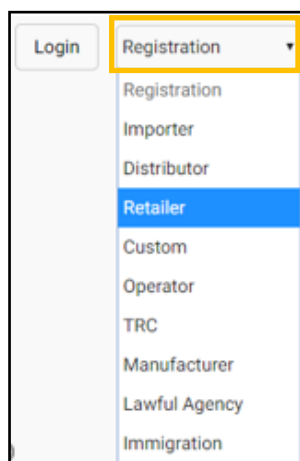 Login Registration
Registration
Importer
Distributor
Retailer
Custom
Operator
TRC
Manufacturer
Lawful Agency
Immigration